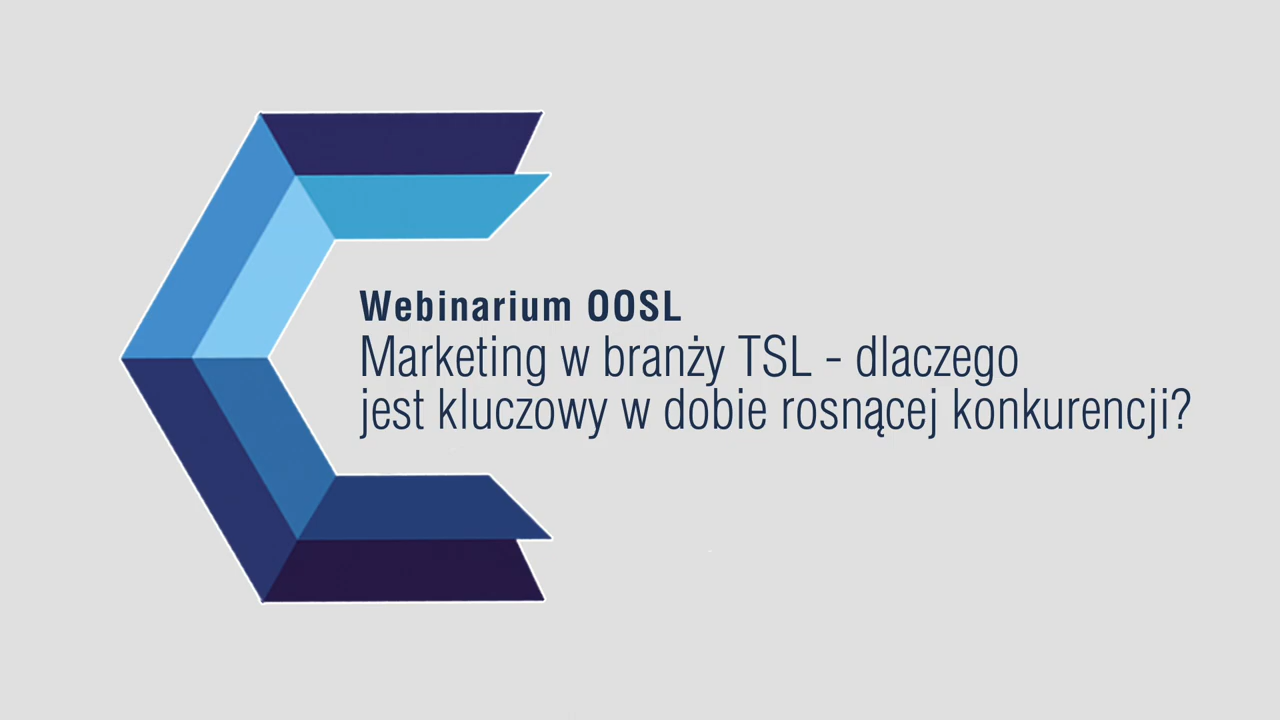 Webinarium OOSL
Marketing w branży TSL - dlaczego
jest kluczowy w dobie rosnącej konkurencji?